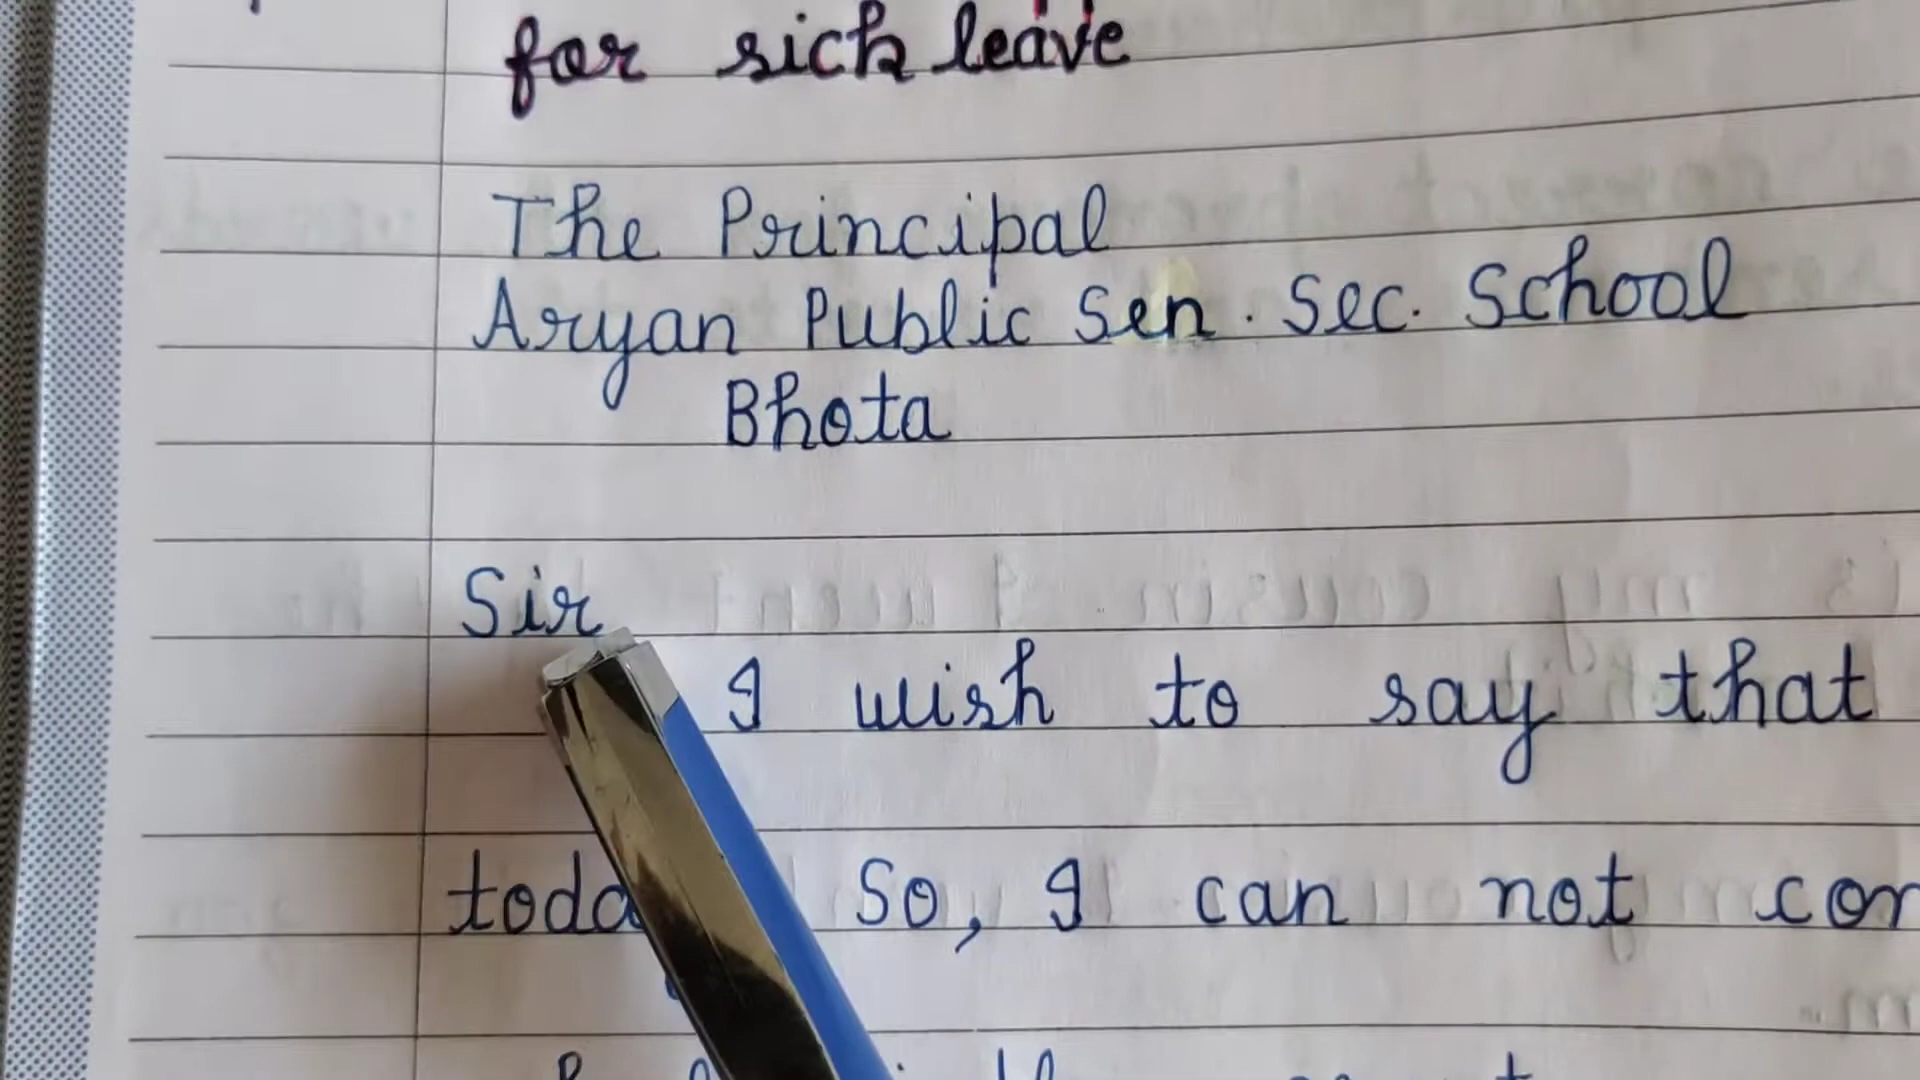 for sick leave
The Principal
Aryan Public Sen. Sec. School
Bhota
Sir
I wish to say that
So, I can not